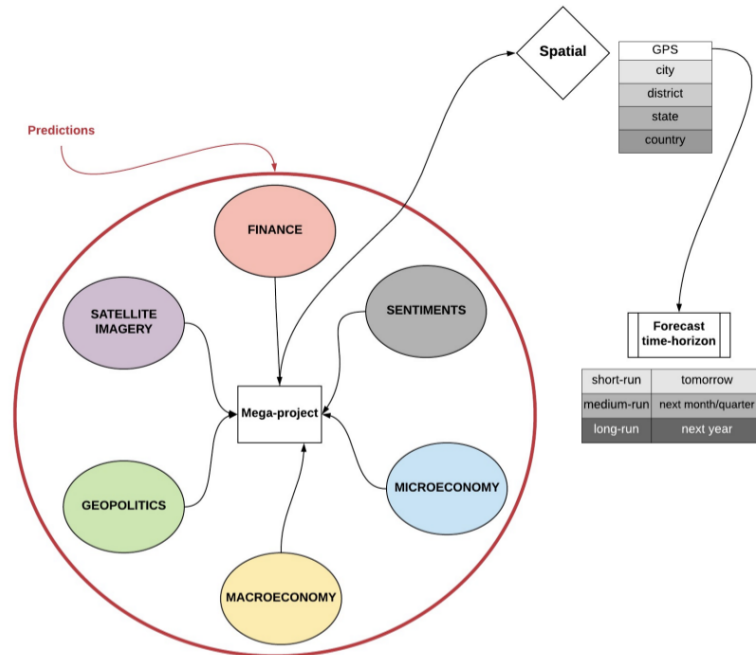 Spatial
GPS
city
district
state
country
Predictions
FINANCE
SATELLITE
IMAGERY
SENTIMENTS
Forecast
time-horizon
short-run tomorrow
medium-run next month/quarter
long-run next year
Mega-project
GEOPOLITICS
MICROECONOMY
MACROECONOMY